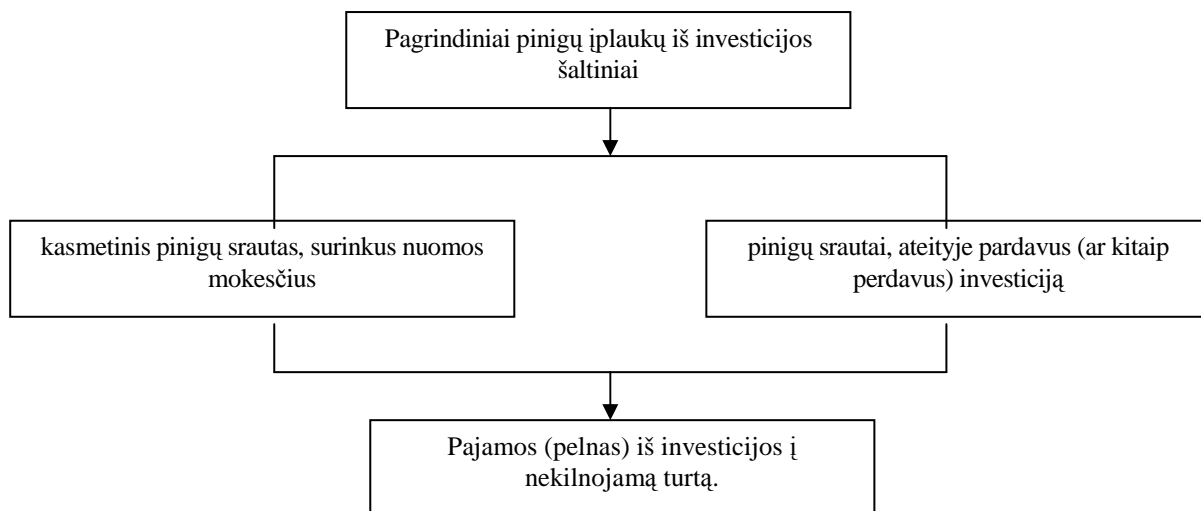 Pagrindiniai pinigų įplaukų iš investicijos
šaltiniai
kasmetinis pinigų srautas, surinkus nuomos
mokesčius
pinigų srautai, ateityje pardavus (ar kitaip
perdavus) investiciją
Pajamos (pelnas) iš investicijos į
nekilnojamą turtą.